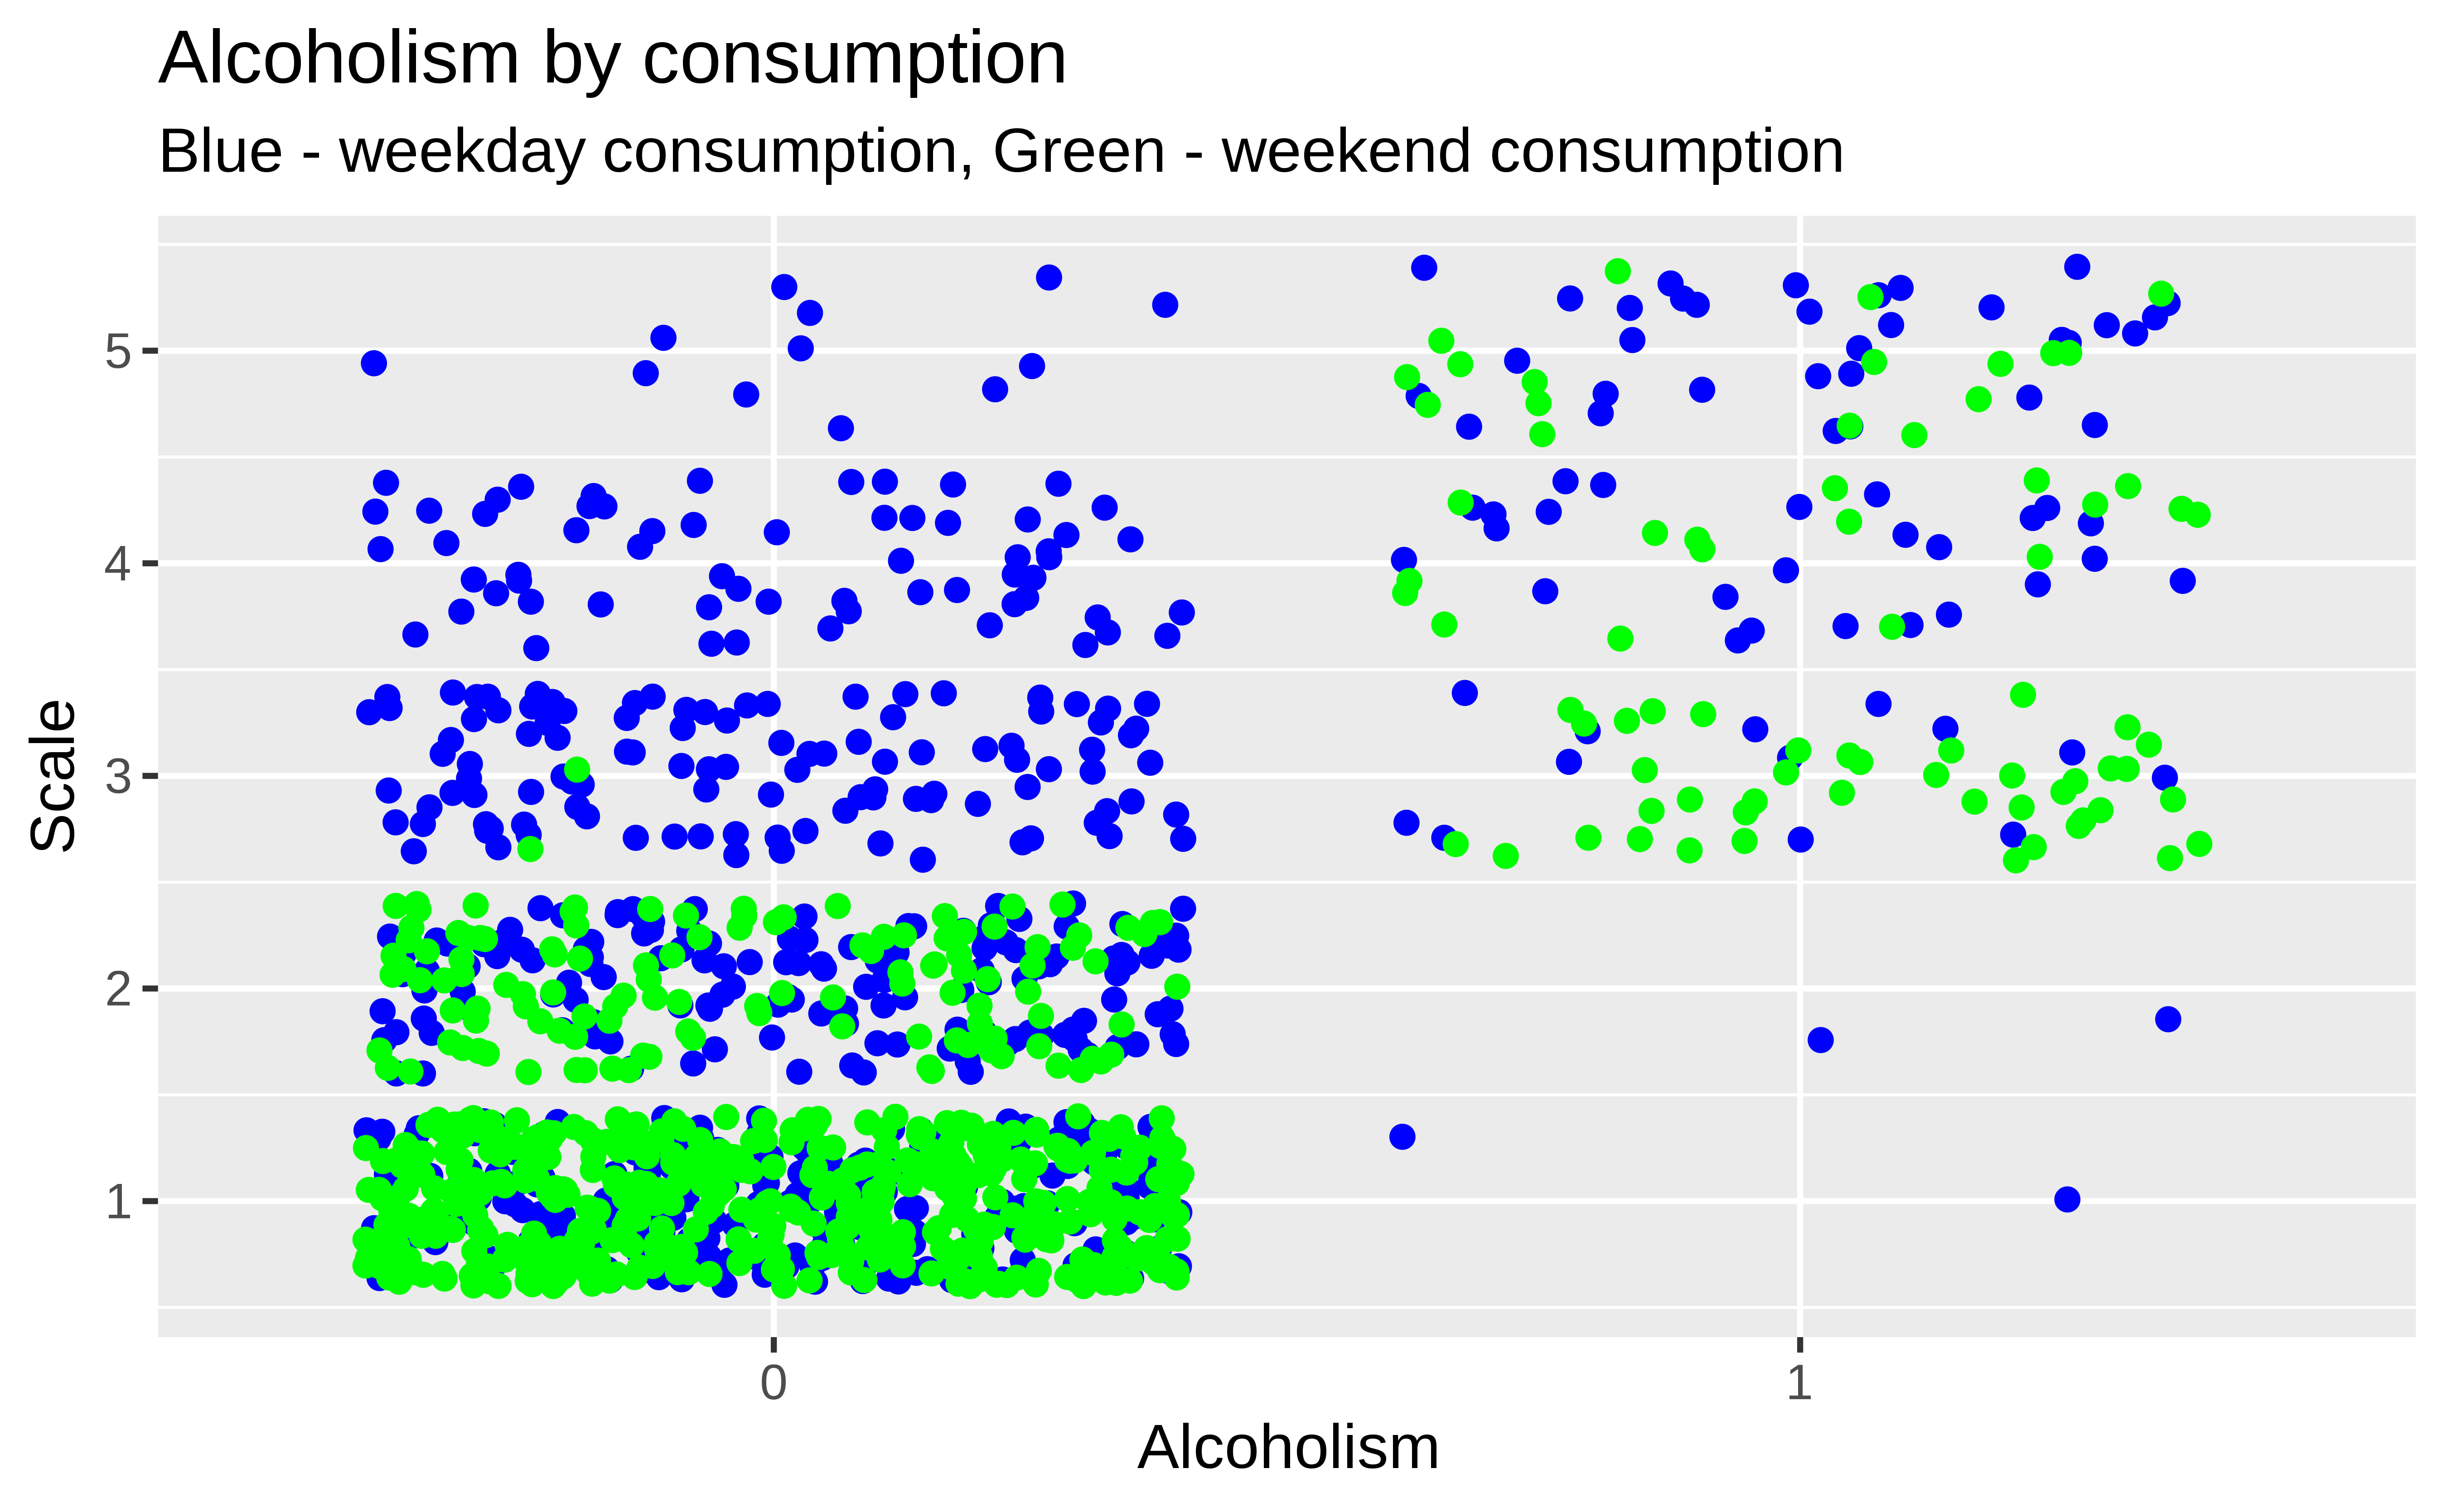 Alcoholism by consumption
Blue - weekday consumption, Green - weekend consumption
Scale
5
4
3
2
1
0 1
Alcoholism